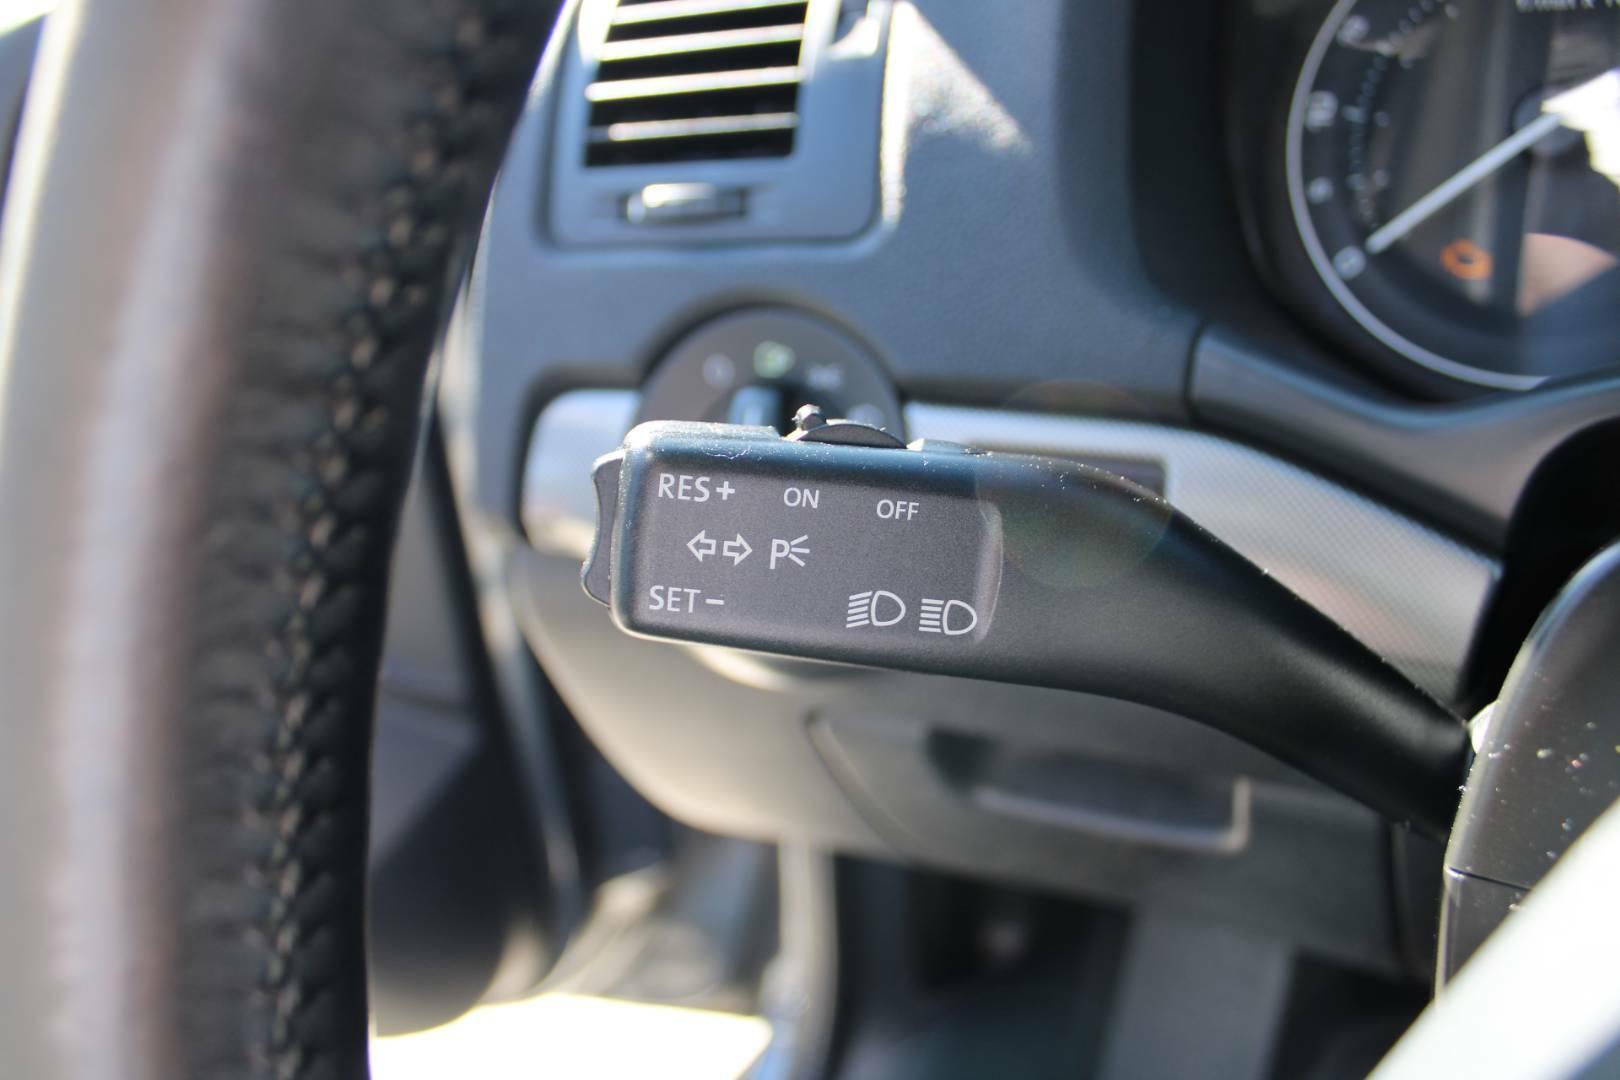 RES+ ON OFF
P
SET-